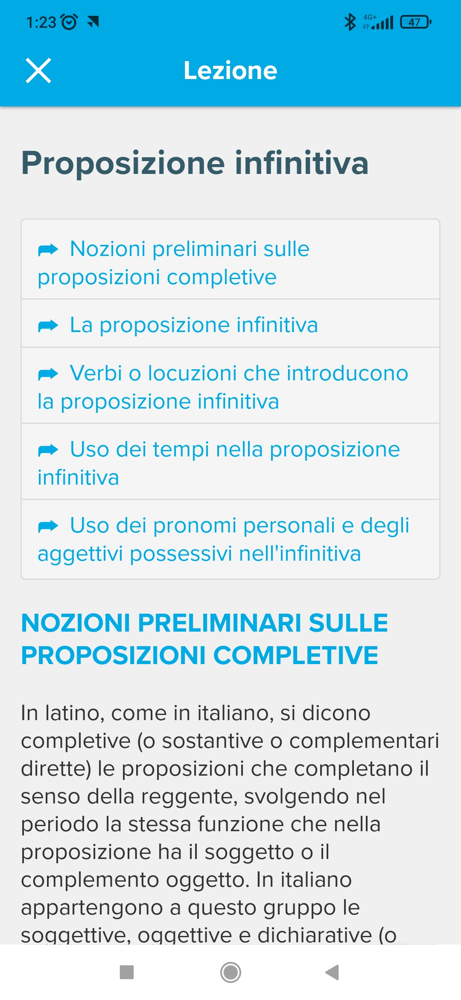 1:23
4G+
47
Lezione
Proposizione infinitiva
Nozioni preliminari sulle
proposizioni completive
La proposizione infinitiva
Verbi o locuzioni che introducono
la proposizione infinitiva
Uso dei tempi nella proposizione
infinitiva
Uso dei pronomi personali e degli
aggettivi possessivi nell'infinitiva
NOZIONI PRELIMINARI SULLE
PROPOSIZIONI COMPLETIVE
In latino, come in italiano, si dicono
completive (o sostantive o complementari
dirette) le proposizioni che completano il
senso della reggente, svolgendo nel
periodo la stessa funzione che nella
proposizione ha il soggetto o il
complemento oggetto. In italiano
appartengono a questo gruppo le
soggettive, oggettive e dichiarative (o